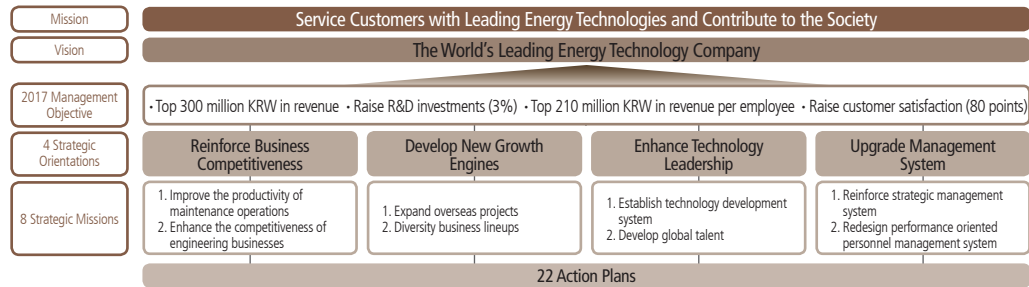 Mission
Service Customers with Leading Energy Technologies and Contribute to the Society
Vision
The World's Leading Energy Technology Company
2017 Management
Objective
· Top 300 million KRW in revenue · Raise R&D investments (3%) · Top 210 million KRW in revenue per employee · Raise customer satisfaction (80 points)
4 Strategic
Orientations
Reinforce Business
Competitiveness
Develop New Growth
Engines
Enhance Technology
Leadership
Upgrade Management
System
8 Strategic Missions
1. Improve the productivity of
maintenance operations
2. Enhance the competitiveness of
engineering businesses
1. Expand overseas projects
2. Diversity business lineups
1. Establish technology development
system
2. Develop global talent
1. Reinforce strategic management
system
2. Redesign performance oriented
personnel management system
22 Action Plans